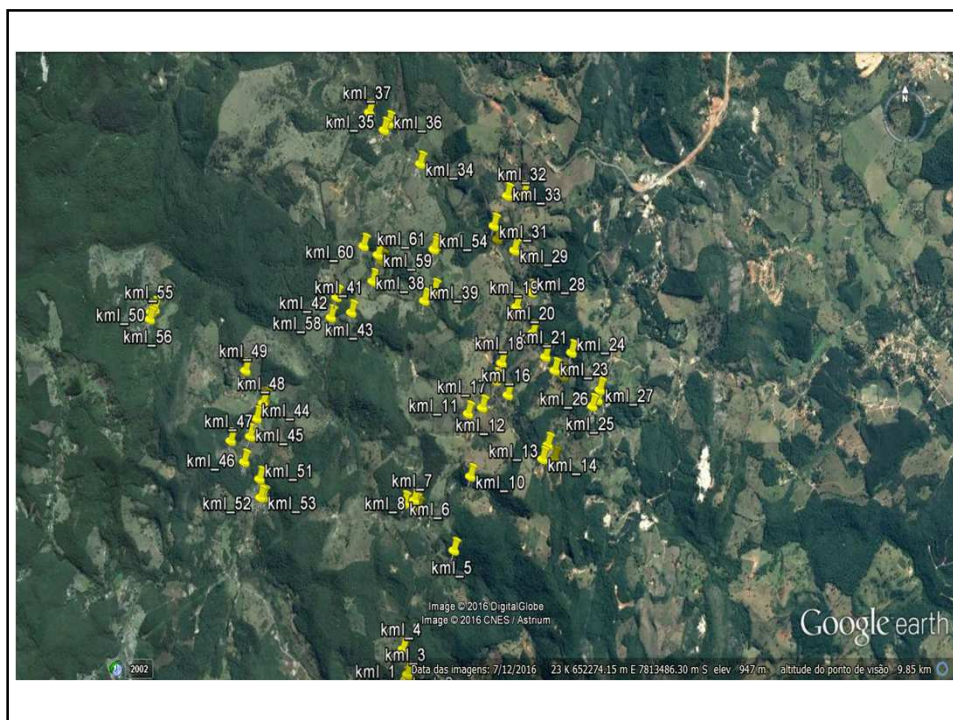 kml_37
kml_35
kml_36
kml_34
kml_32
kml_33
kml_31
kml_61
kml_54
kml_60
kml_59
kml_29
kml_41
kml_38
kml_39
kml_19
kml_28
kml_55
kml_42
kml_50
kml_58
kml_43
kml_20
kml_56
kml_18
kml_21
kml_24
kml_49
kml_16
kml_23
kml_48
kml_17
kml_11
kml_26
kml_27
kml_44
kml_47
kml_12
kml_25
kml_45
kml_13
kml_46
kml_14
kml_51
kml_10
kml_7
kml_52
kml_53
kml_8
kml_6
kml_5
Image © 2016 DigitalGlobe
Image © 2016 CNES / Astrium
Google earth
kml_4
kml_3
kml_1
2002
Data das imagens: 7/12/2016 23 K 652274.15 m E 7813486.30 m S elev 947 m altitude do ponto de visão 9.85 km
N